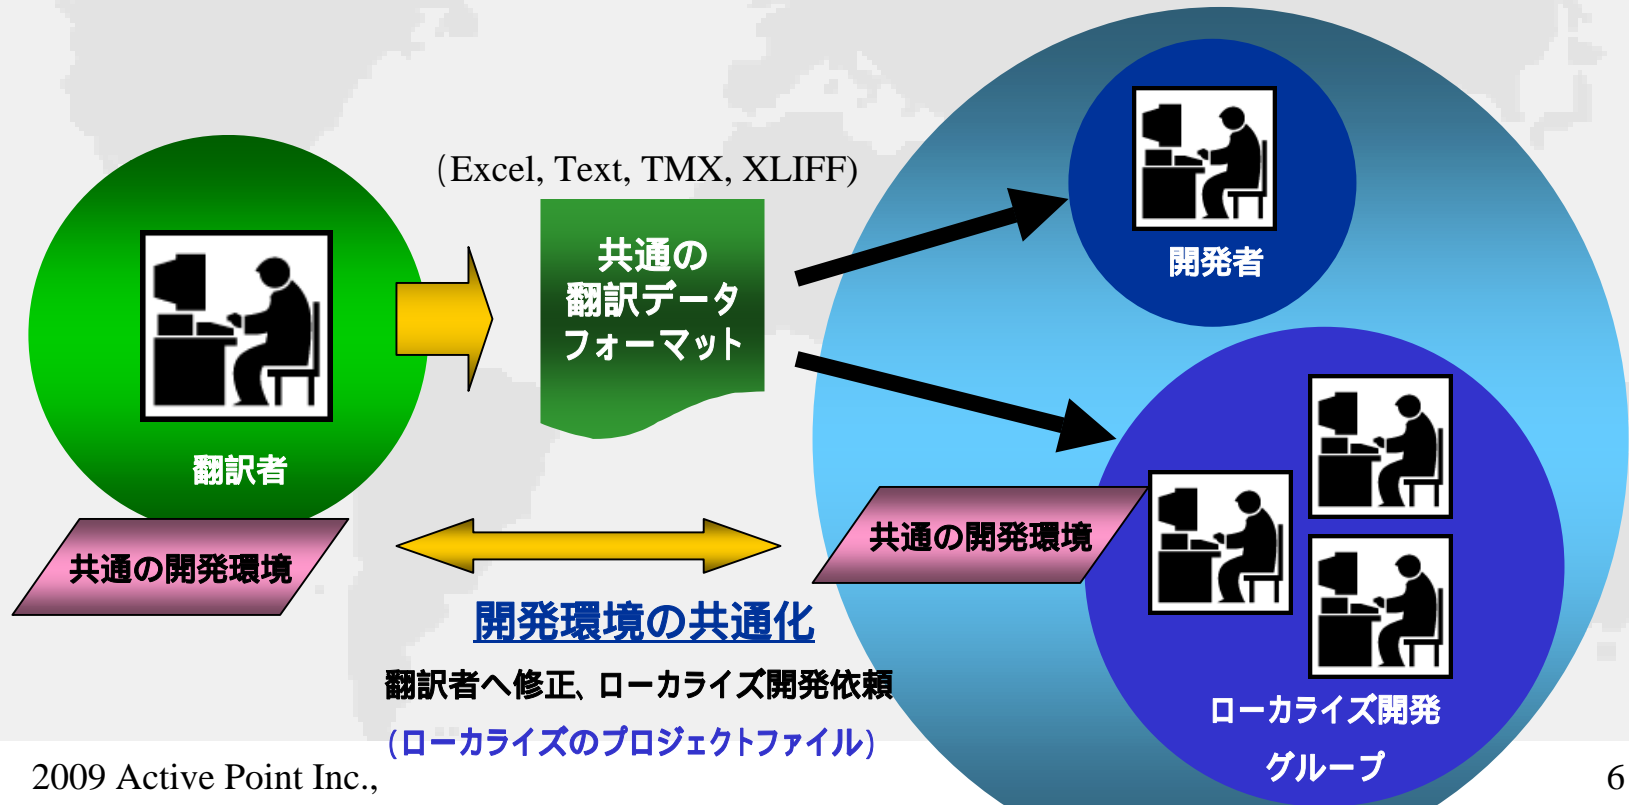 (Excel, Text, TMX, XLIFF)
共通の
翻訳データ
フォーマット
開発者
翻訳者
共通の開発環境
共通の開発環境
開発環境の共通化
翻訳者へ修正、ローカライズ開発依頼
(ローカライズのプロジェクトファイル)
ローカライズ開発
グループ
2009 Active Point Inc.,
6